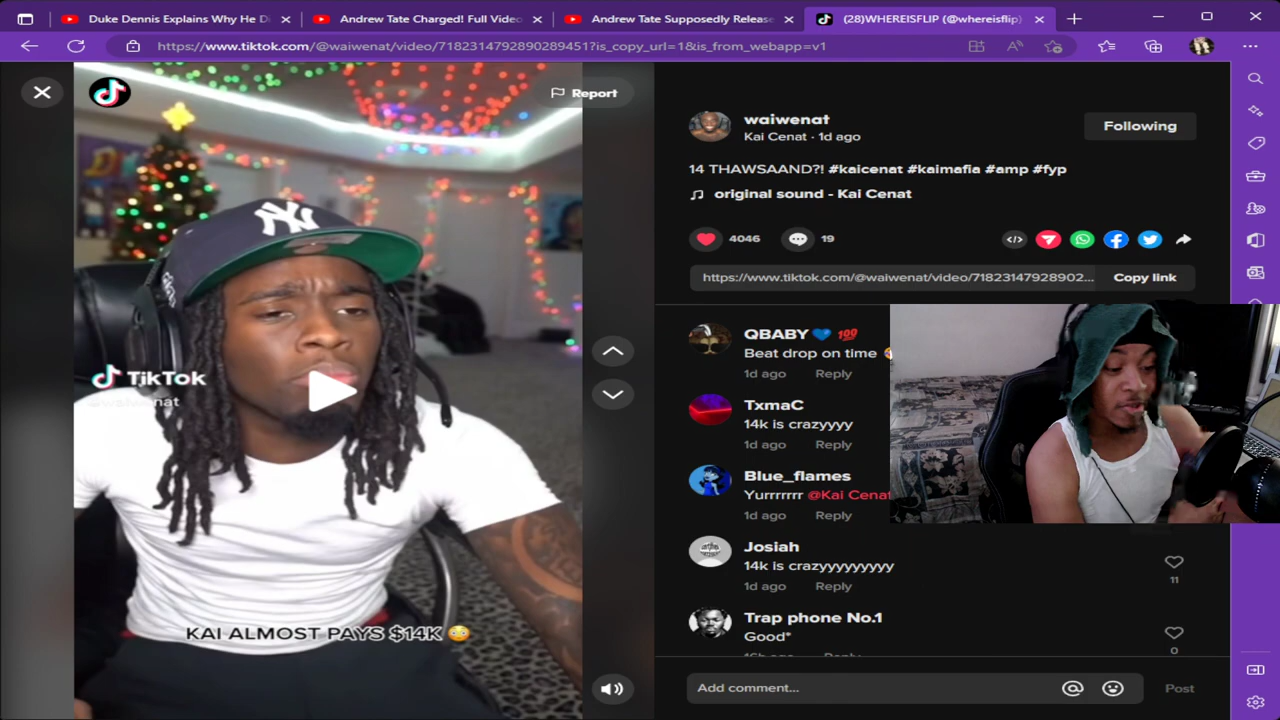 Duke Dennis Explains Why He Di
Andrew Tate Charged! Full Video
Andrew Tate Supposedly Release
(28)WHEREISFLIP (@whereisflip)
https://www.tiktok.com/@waiwenat/video/7182314792890289451?is_copy_url=1&is_from_webapp=v1
Report
waiwenat
Kai Cenat · 1d ago
Following
14 THAWSAAND?! #kaicenat #kaimafia #amp #fyp
original sound - Kai Cenat
4046
19
https://www.tiktok.com/@waiwenat/video/71823147928902...
Copy link
QBABY💙 💯
Beat drop on time
1d ago Reply
TxmaC
14k is crazyyyy
1d ago Reply
Blue_flames
Yurrrrrrr @Kai Cenat
1d ago Reply
Josiah
14k is crazyyyyyyyyy
1d ago Reply
11
Trap phone No.1
Good*
0
Add comment...
Post
NY
TikTok
@waiwenat
KAI ALMOST PAYS $14K 😳